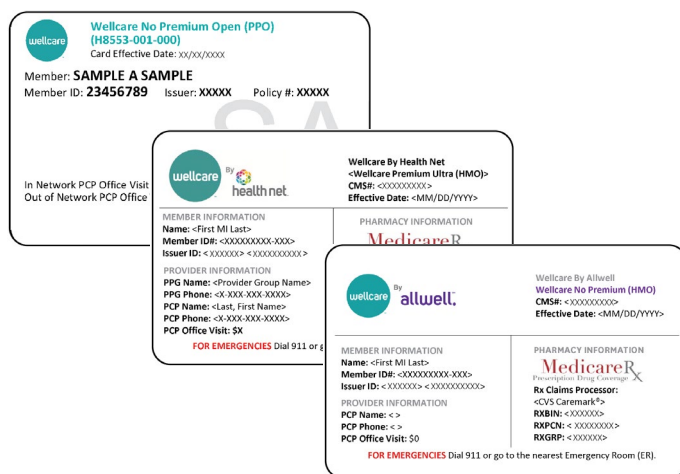 wellcare
Wellcare No Premium Open (PPO)
(H8553-001-000)
Card Effective Date: XX/XX/XXXX
Member: SAMPLE A SAMPLE
Member ID: 23456789 Issuer: XXXXX Policy #: XXXXX
SA
In Network PCP Office Visit
Out of Network PCP Office
wellcare
By
health net
Wellcare By Health Net
<Wellcare Premium Ultra (HMO)>
CMS#: <XXXXXXXXX>
Effective Date: <MM/DD/YYYY>
MEMBER INFORMATION
Name: <First MI Last>
Member ID#: <XXXXXXXXX-XXX>
Issuer ID: <XXXXXX> <XXXXXXXXXX>
PROVIDER INFORMATION
PPG Name: <Provider Group Name>
PPG Phone: <X-XXX-XXX-XXXX>
PCP Name: <Last, First Name>
PCP Phone: <X-XXX-XXX-XXXX>
PCP Office Visit: $X
FOR EMERGENCIES Dial 911 or g
PHARMACY INFORMATION
MedicareR
wellcare
By
allwell.
Wellcare By Allwell
Wellcare No Premium (HMO)
CMS#: <XXXXXXXXX>
Effective Date: <MM/DD/YYYY>
MEMBER INFORMATION
Name: <First MI Last>
Member ID#: <XXXXXXXXX-XXX>
Issuer ID: <XXXXXX> <XXXXXXXXXX>
PROVIDER INFORMATION
PCP Name: < >
PCP Phone: < >
PCP Office Visit: $0
PHARMACY INFORMATION
MedicareRx
Prescription Drug Coverage
Rx Claims Processor:
<CVS Caremark®>
RXBIN: <XXXXXX>
RXPCN: <XXXXXXXX>
RXGRP: <XXXXXX>
FOR EMERGENCIES Dial 911 or go to the nearest Emergency Room (ER).